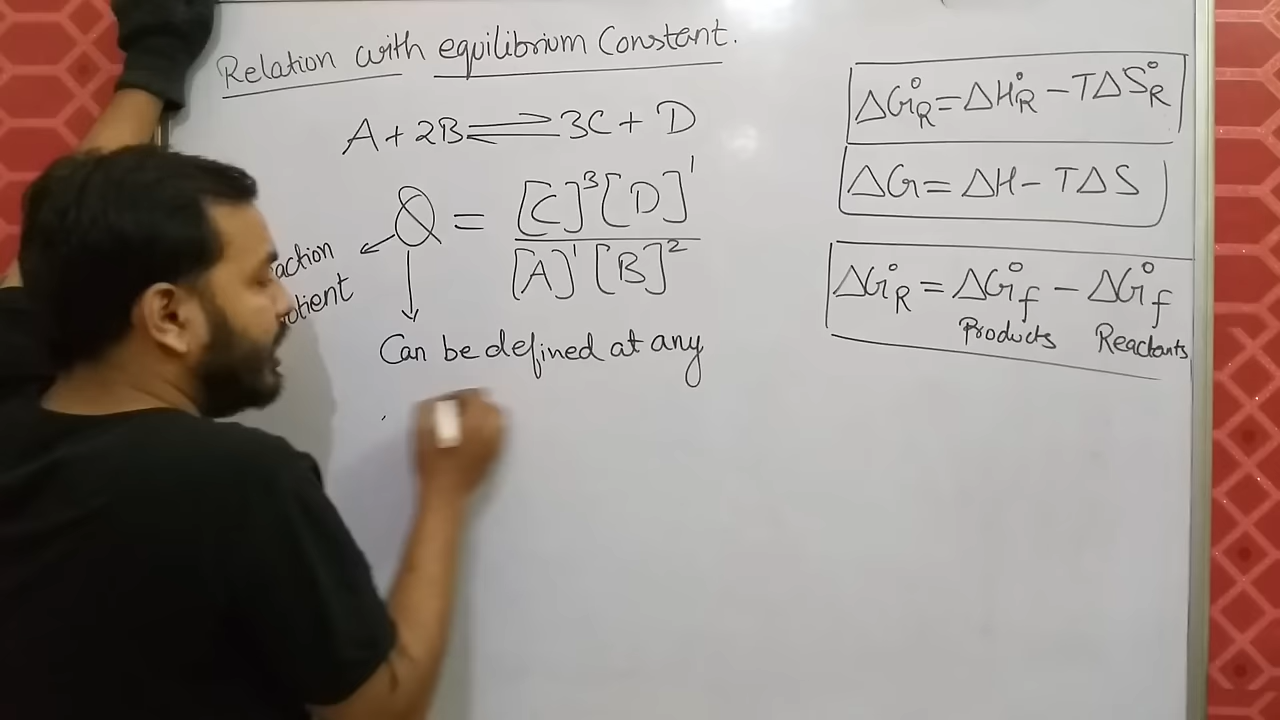 Relation with equilibrium Constant.
A + 2B ⇌ 3C + D
Q = [C]³[D]¹ / [A]¹[B]²
Can be defined at any
ΔG°R = ΔH°R − TΔS°R
ΔG = ΔH − TΔS
ΔG°R = ΔG°f − ΔG°f
Products Reactants